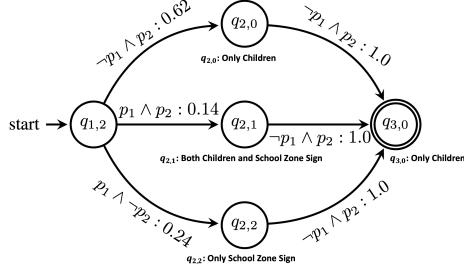 ¬p₁ ∧ p₂ : 0.62
q₂,₀
¬p₁ ∧ p₂ : 1.0
q₂,₀: Only Children
start
q₁,₂
p₁ ∧ p₂ : 0.14
q₂,₁
¬p₁ ∧ p₂ : 1.0
q₃,₀
q₂,₁: Both Children and School Zone Sign
q₃,₀: Only Children
p₁ ∧ ¬p₂ : 0.24
q₂,₂
¬p₁ ∧ p₂ : 1.0
q₂,₂: Only School Zone Sign